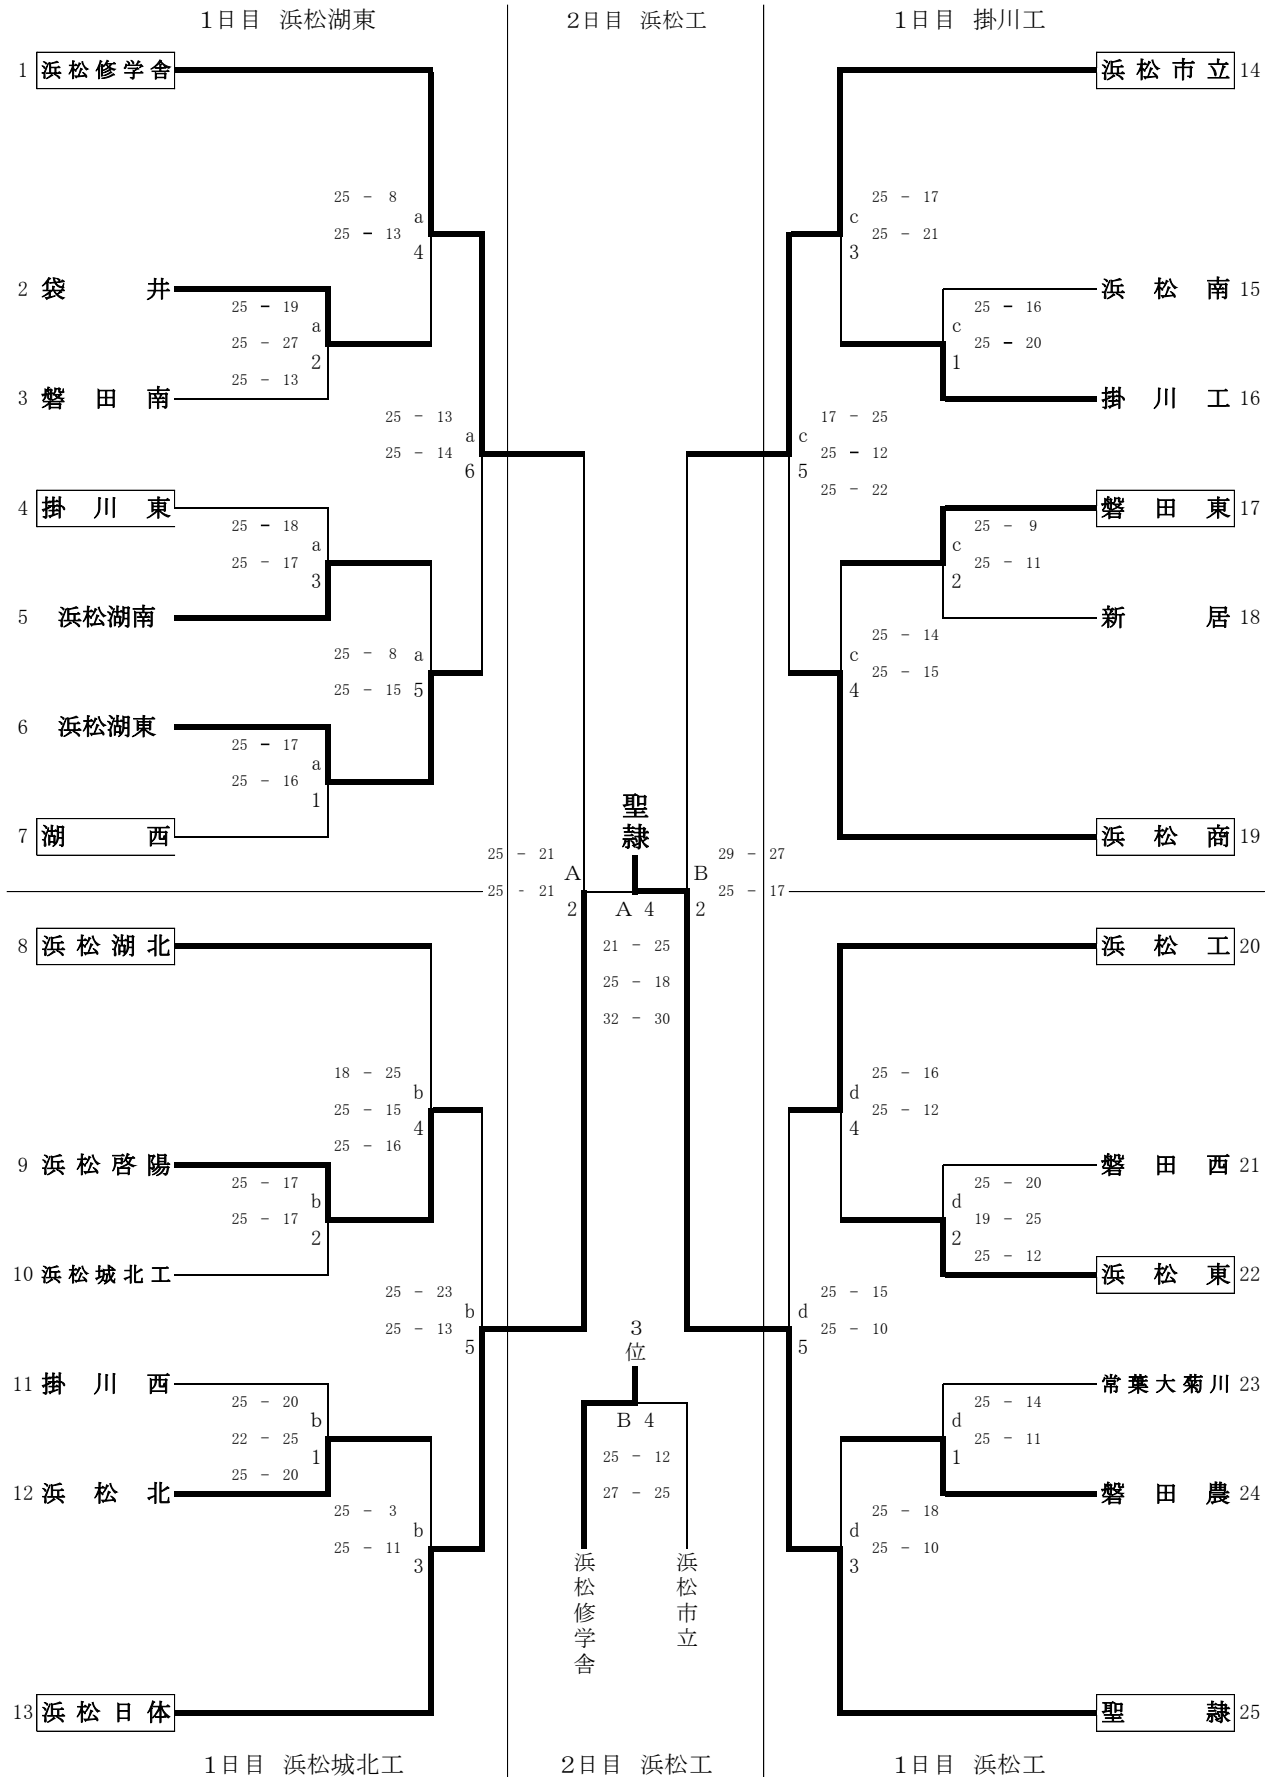 1日目 浜松湖東
2日目 浜松工
1日目 掛川工
1 浜松修学舎
浜松市立 14
25 － 8
a
25 － 13
4
25 － 17
c
25 － 21
3
2 袋井
25 － 19
a
25 － 27
2
25 － 13
3 磐田南
浜松南 15
25 － 16
c
25 － 20
1
掛川工 16
25 － 13
a
25 － 14
6
17 － 25
c
25 － 12
5
25 － 22
4 掛川東
25 － 18
a
25 － 17
3
5 浜松湖南
磐田東 17
25 － 9
c
25 － 11
2
新居 18
25 － 8 a
25 － 15 5
25 － 14
c
25 － 15
4
6 浜松湖東
25 － 17
a
25 － 16
1
7 湖西
浜松商 19
聖隷
25 － 21
A
25 - 21
2
A 4
21 － 25
25 － 18
32 － 30
29 － 27
B
25 － 17
2
8 浜松湖北
浜松工 20
18 － 25
b
25 － 15
4
25 － 16
25 － 16
d
25 － 12
4
9 浜松啓陽
25 － 17
b
25 － 17
2
10 浜松城北工
磐田西 21
25 － 20
d
19 － 25
2
25 － 12
浜松東 22
25 － 23
b
25 － 13
5
25 － 15
d
25 － 10
5
3位
B 4
25 － 12
27 － 25
浜松修学舎
浜松市立
11 掛川西
25 － 20
b
22 － 25
1
25 － 20
12 浜松北
常葉大菊川 23
25 － 14
d
25 － 11
1
磐田農 24
25 － 3
b
25 － 11
3
25 － 18
d
25 － 10
3
13 浜松日体
聖隷 25
1日目 浜松城北工
2日目 浜松工
1日目 浜松工